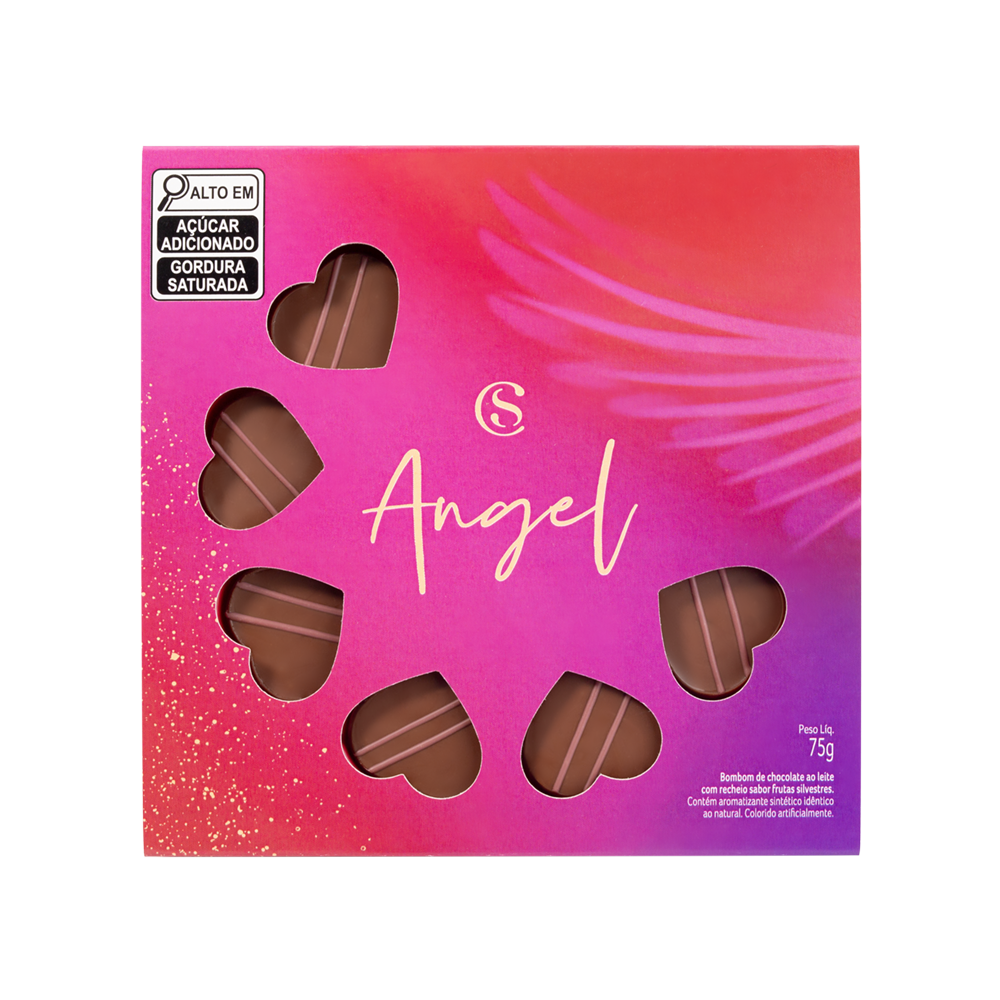 ALTO EM
AÇÚCAR
ADICIONADO
GORDURA
SATURADA
CS
Angel
Peso Líq.
75g
Bombom de chocolate ao leite
com recheio sabor frutas silvestres.
Contém aromatizante sintético idêntico
ao natural. Colorido artificialmente.